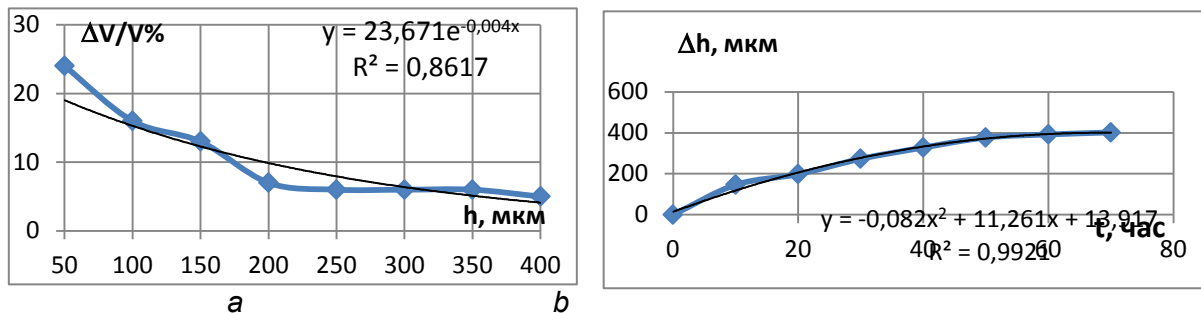 ΔV/V%
y = 23,671e^-0,004x
R² = 0,8617
30
20
10
0
50 100 150 200 250 300 350 400
h, мкм
a
Δh, мкм
600
400
200
0
0 20 40 60 80
y = -0,082x² + 11,261x + 13,917
R² = 0,9921
t, час
b